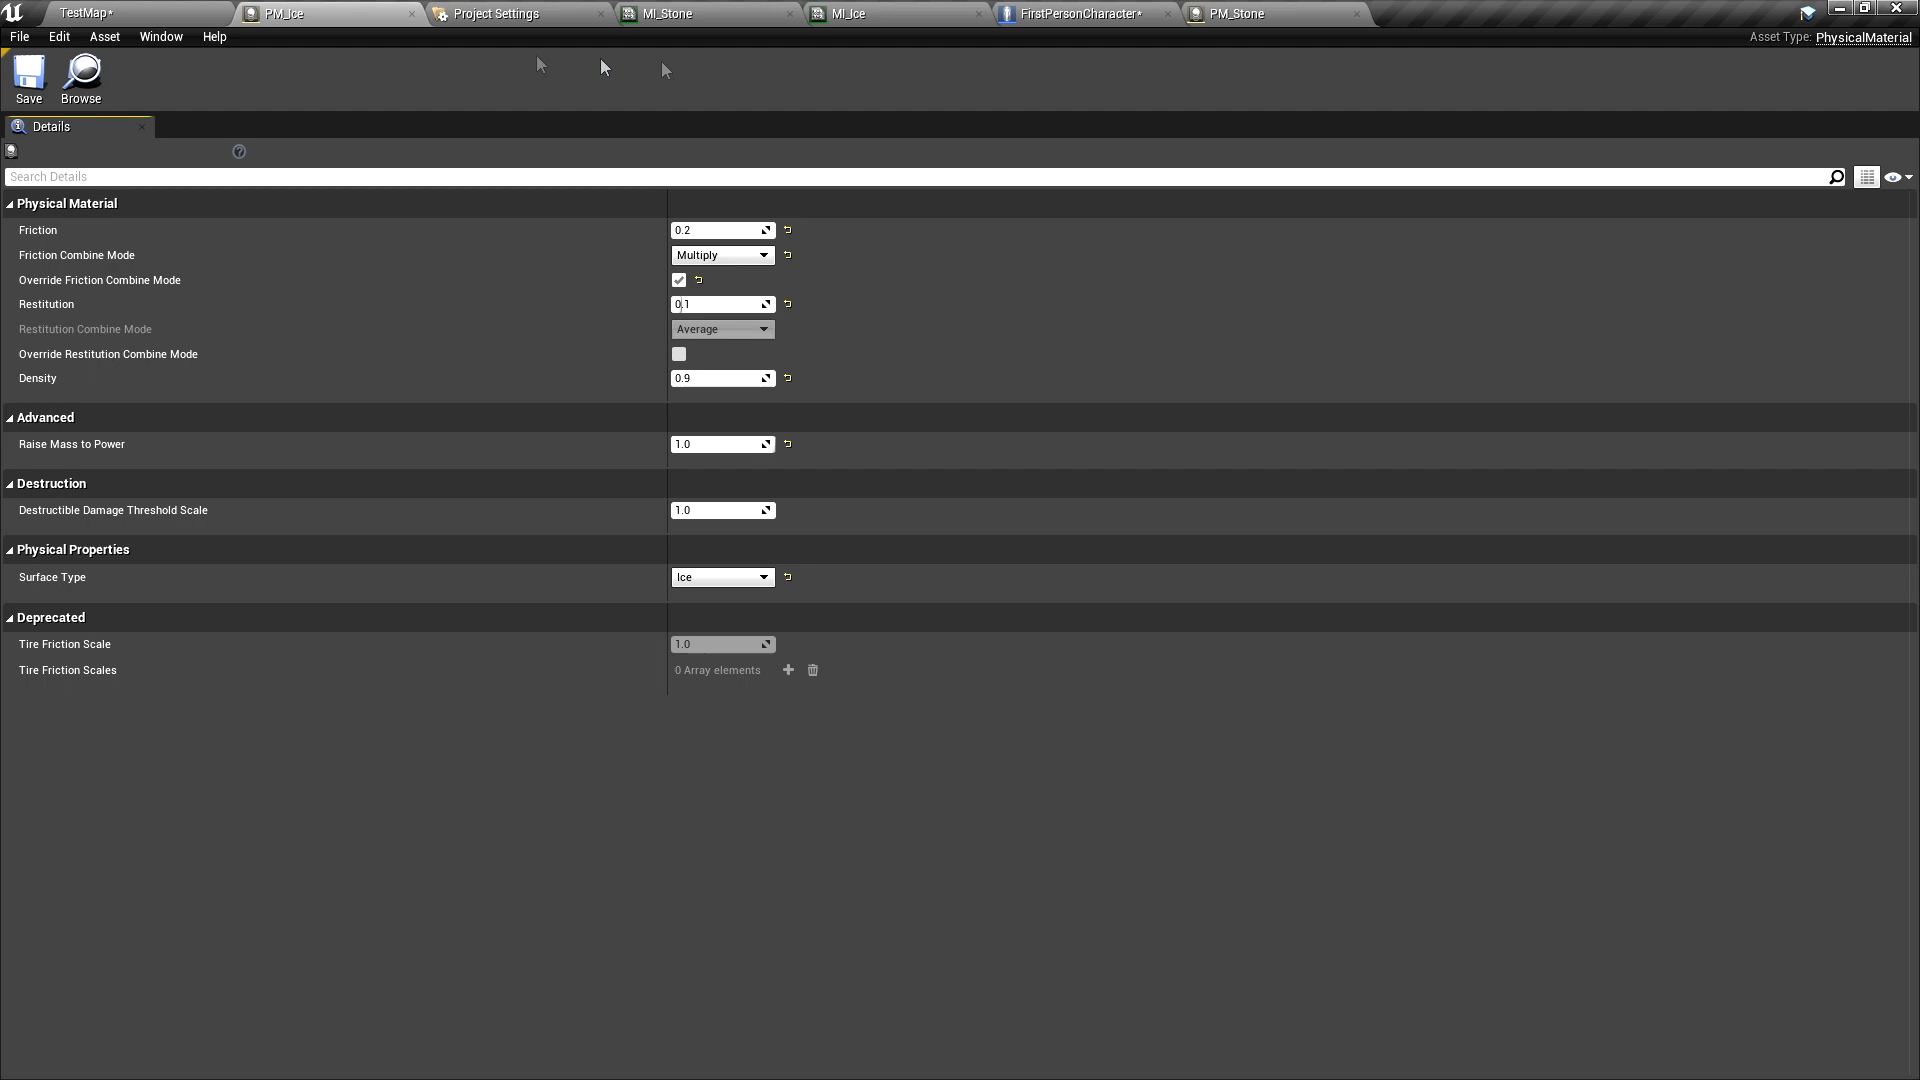 TestMap*
PM_Ice
Project Settings
MI_Stone
MI_Ice
FirstPersonCharacter*
PM_Stone
File Edit Asset Window Help
Asset Type: PhysicalMaterial
Save
Browse
Details
Search Details
Physical Material
Friction 0.2
Friction Combine Mode Multiply
Override Friction Combine Mode
Restitution 0.1
Restitution Combine Mode Average
Override Restitution Combine Mode
Density 0.9
Advanced
Raise Mass to Power 1.0
Destruction
Destructible Damage Threshold Scale 1.0
Physical Properties
Surface Type Ice
Deprecated
Tire Friction Scale 1.0
Tire Friction Scales 0 Array elements